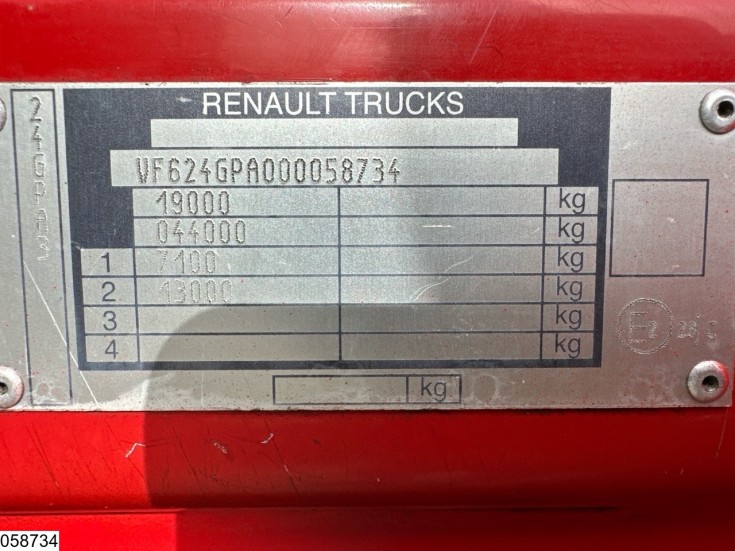 RENAULT TRUCKS
VF624GPA000058734
19000 kg
044000 kg
1 7100 kg
2 13000 kg
3 kg
4 kg
kg
E2
058734